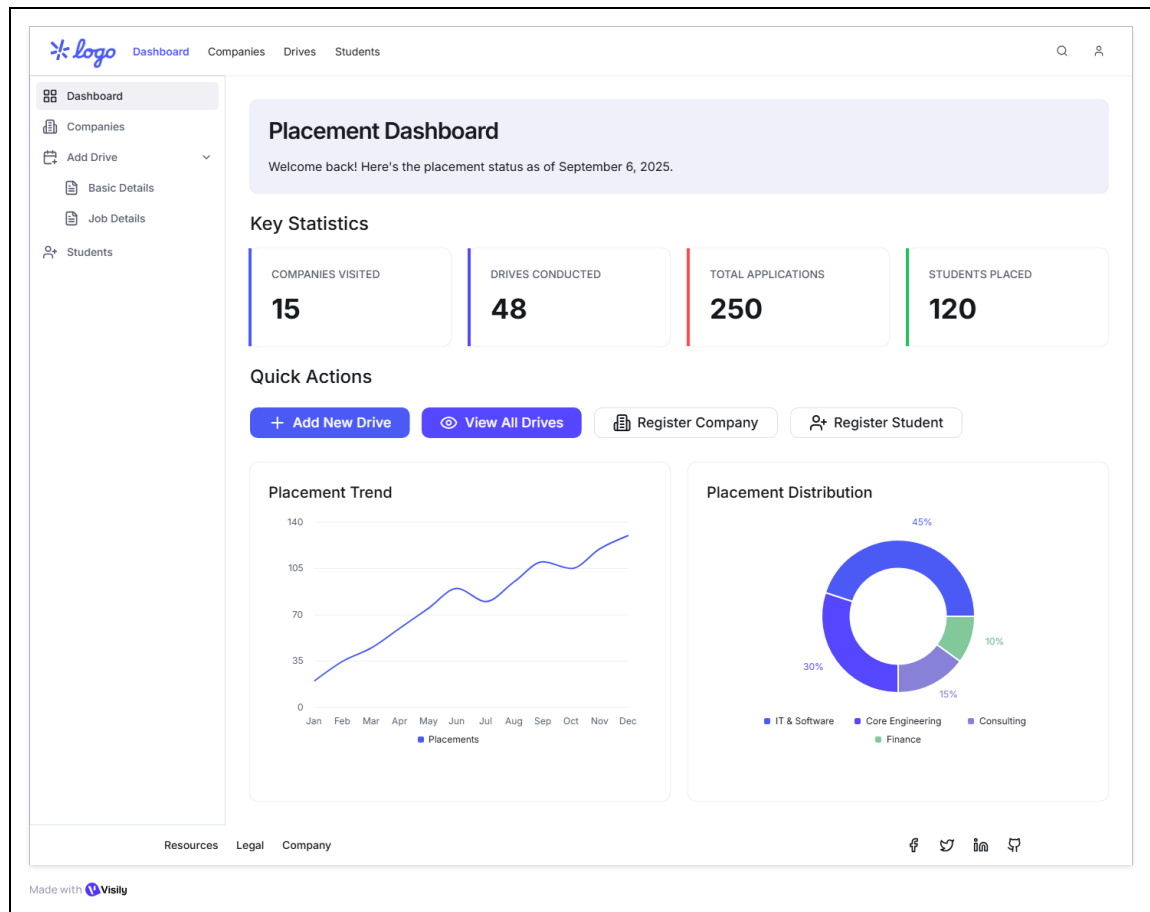 logo Dashboard Companies Drives Students
Dashboard
Companies
Add Drive
Basic Details
Job Details
Students
Placement Dashboard
Welcome back! Here's the placement status as of September 6, 2025.
Key Statistics
COMPANIES VISITED
15
DRIVES CONDUCTED
48
TOTAL APPLICATIONS
250
STUDENTS PLACED
120
Quick Actions
+ Add New Drive
View All Drives
Register Company
Register Student
Placement Trend
140
105
70
35
0
Jan Feb Mar Apr May Jun Jul Aug Sep Oct Nov Dec
Placements
Placement Distribution
45%
10%
30%
15%
IT & Software Core Engineering Consulting
Finance
Resources Legal Company
Made with Visily